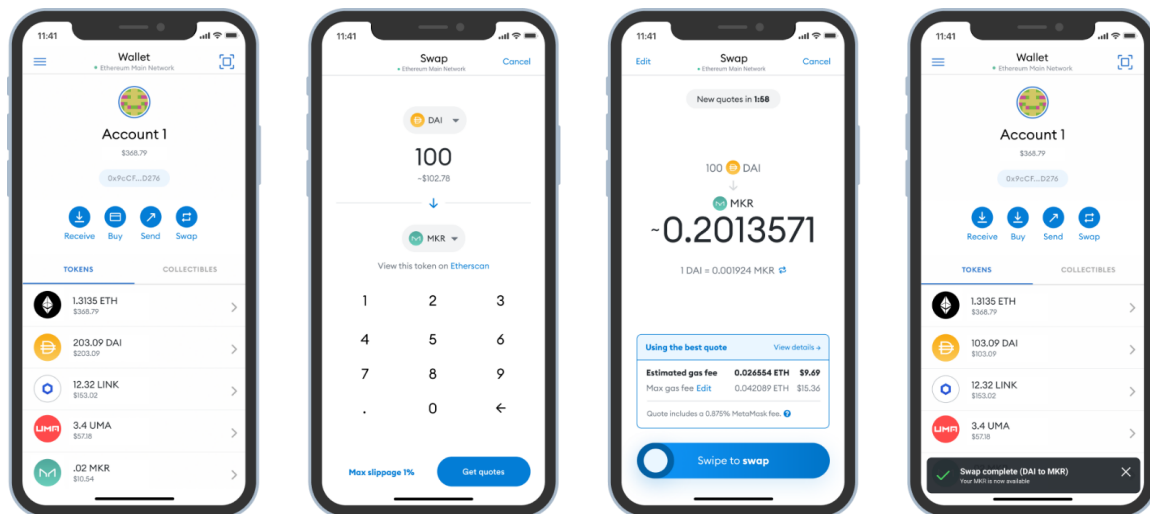 11:41
Wallet
Ethereum Main Network
Account 1
$368.79
0x9cCF...D276
Receive Buy Send Swap
TOKENS COLLECTIBLES
1.3135 ETH
$368.79
203.09 DAI
$203.09
12.32 LINK
$153.02
UMA
3.4 UMA
$57.18
.02 MKR
$10.54
11:41
Swap
Ethereum Main Network
Cancel
DAI
100
~$102.78
MKR
View this token on Etherscan
1 2 3
4 5 6
7 8 9
. 0
Max slippage 1% Get quotes
11:41
Edit Swap Cancel
Ethereum Main Network
New quotes in 1:58
100 DAI
MKR
~0.2013571
1 DAI = 0.001924 MKR
Using the best quote View details
Estimated gas fee 0.026554 ETH $9.69
Max gas fee Edit 0.042089 ETH $15.36
Quote includes a 0.875% MetaMask fee. ?
Swipe to swap
11:41
Wallet
Ethereum Main Network
Account 1
$368.79
0x9cCF...D276
Receive Buy Send Swap
TOKENS COLLECTIBLES
1.3135 ETH
$368.79
103.09 DAI
$103.09
12.32 LINK
$153.02
UMA
3.4 UMA
Swap complete (DAI to MKR)
Your MKR is now available